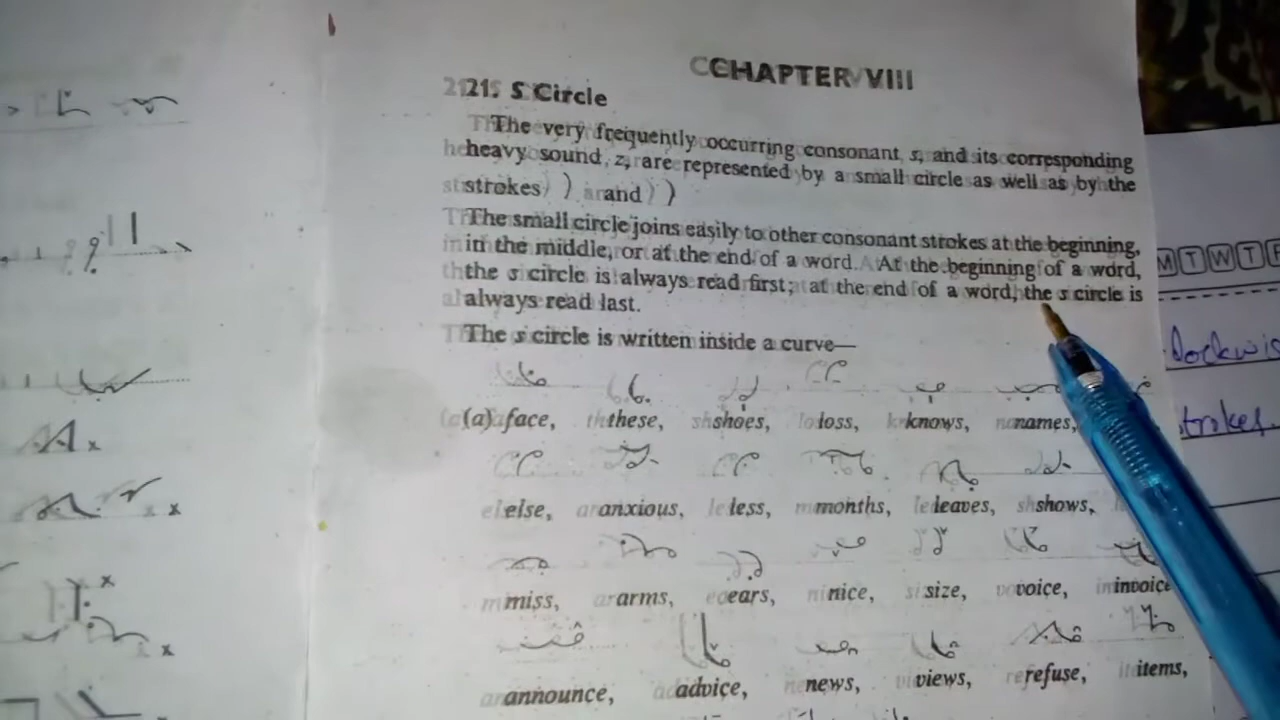 CHAPTER VIII
21. S Circle
The very frequently occurring consonant s, and its corresponding
heavy sound, z, are represented by a small circle as well as by the
strokes ) and )
The small circle joins easily to other consonant strokes at the beginning,
in the middle, or at the end of a word. At the beginning of a word,
the s circle is always read first; at the end of a word, the s circle is
always read last.
The s circle is written inside a curve—
(a) face, these, shoes, loss, knows, names,
else, anxious, less, months, leaves, shows,
miss, arms, ears, nice, size, voice, invoice
announce, advice, news, views, refuse, items,
M T W T F